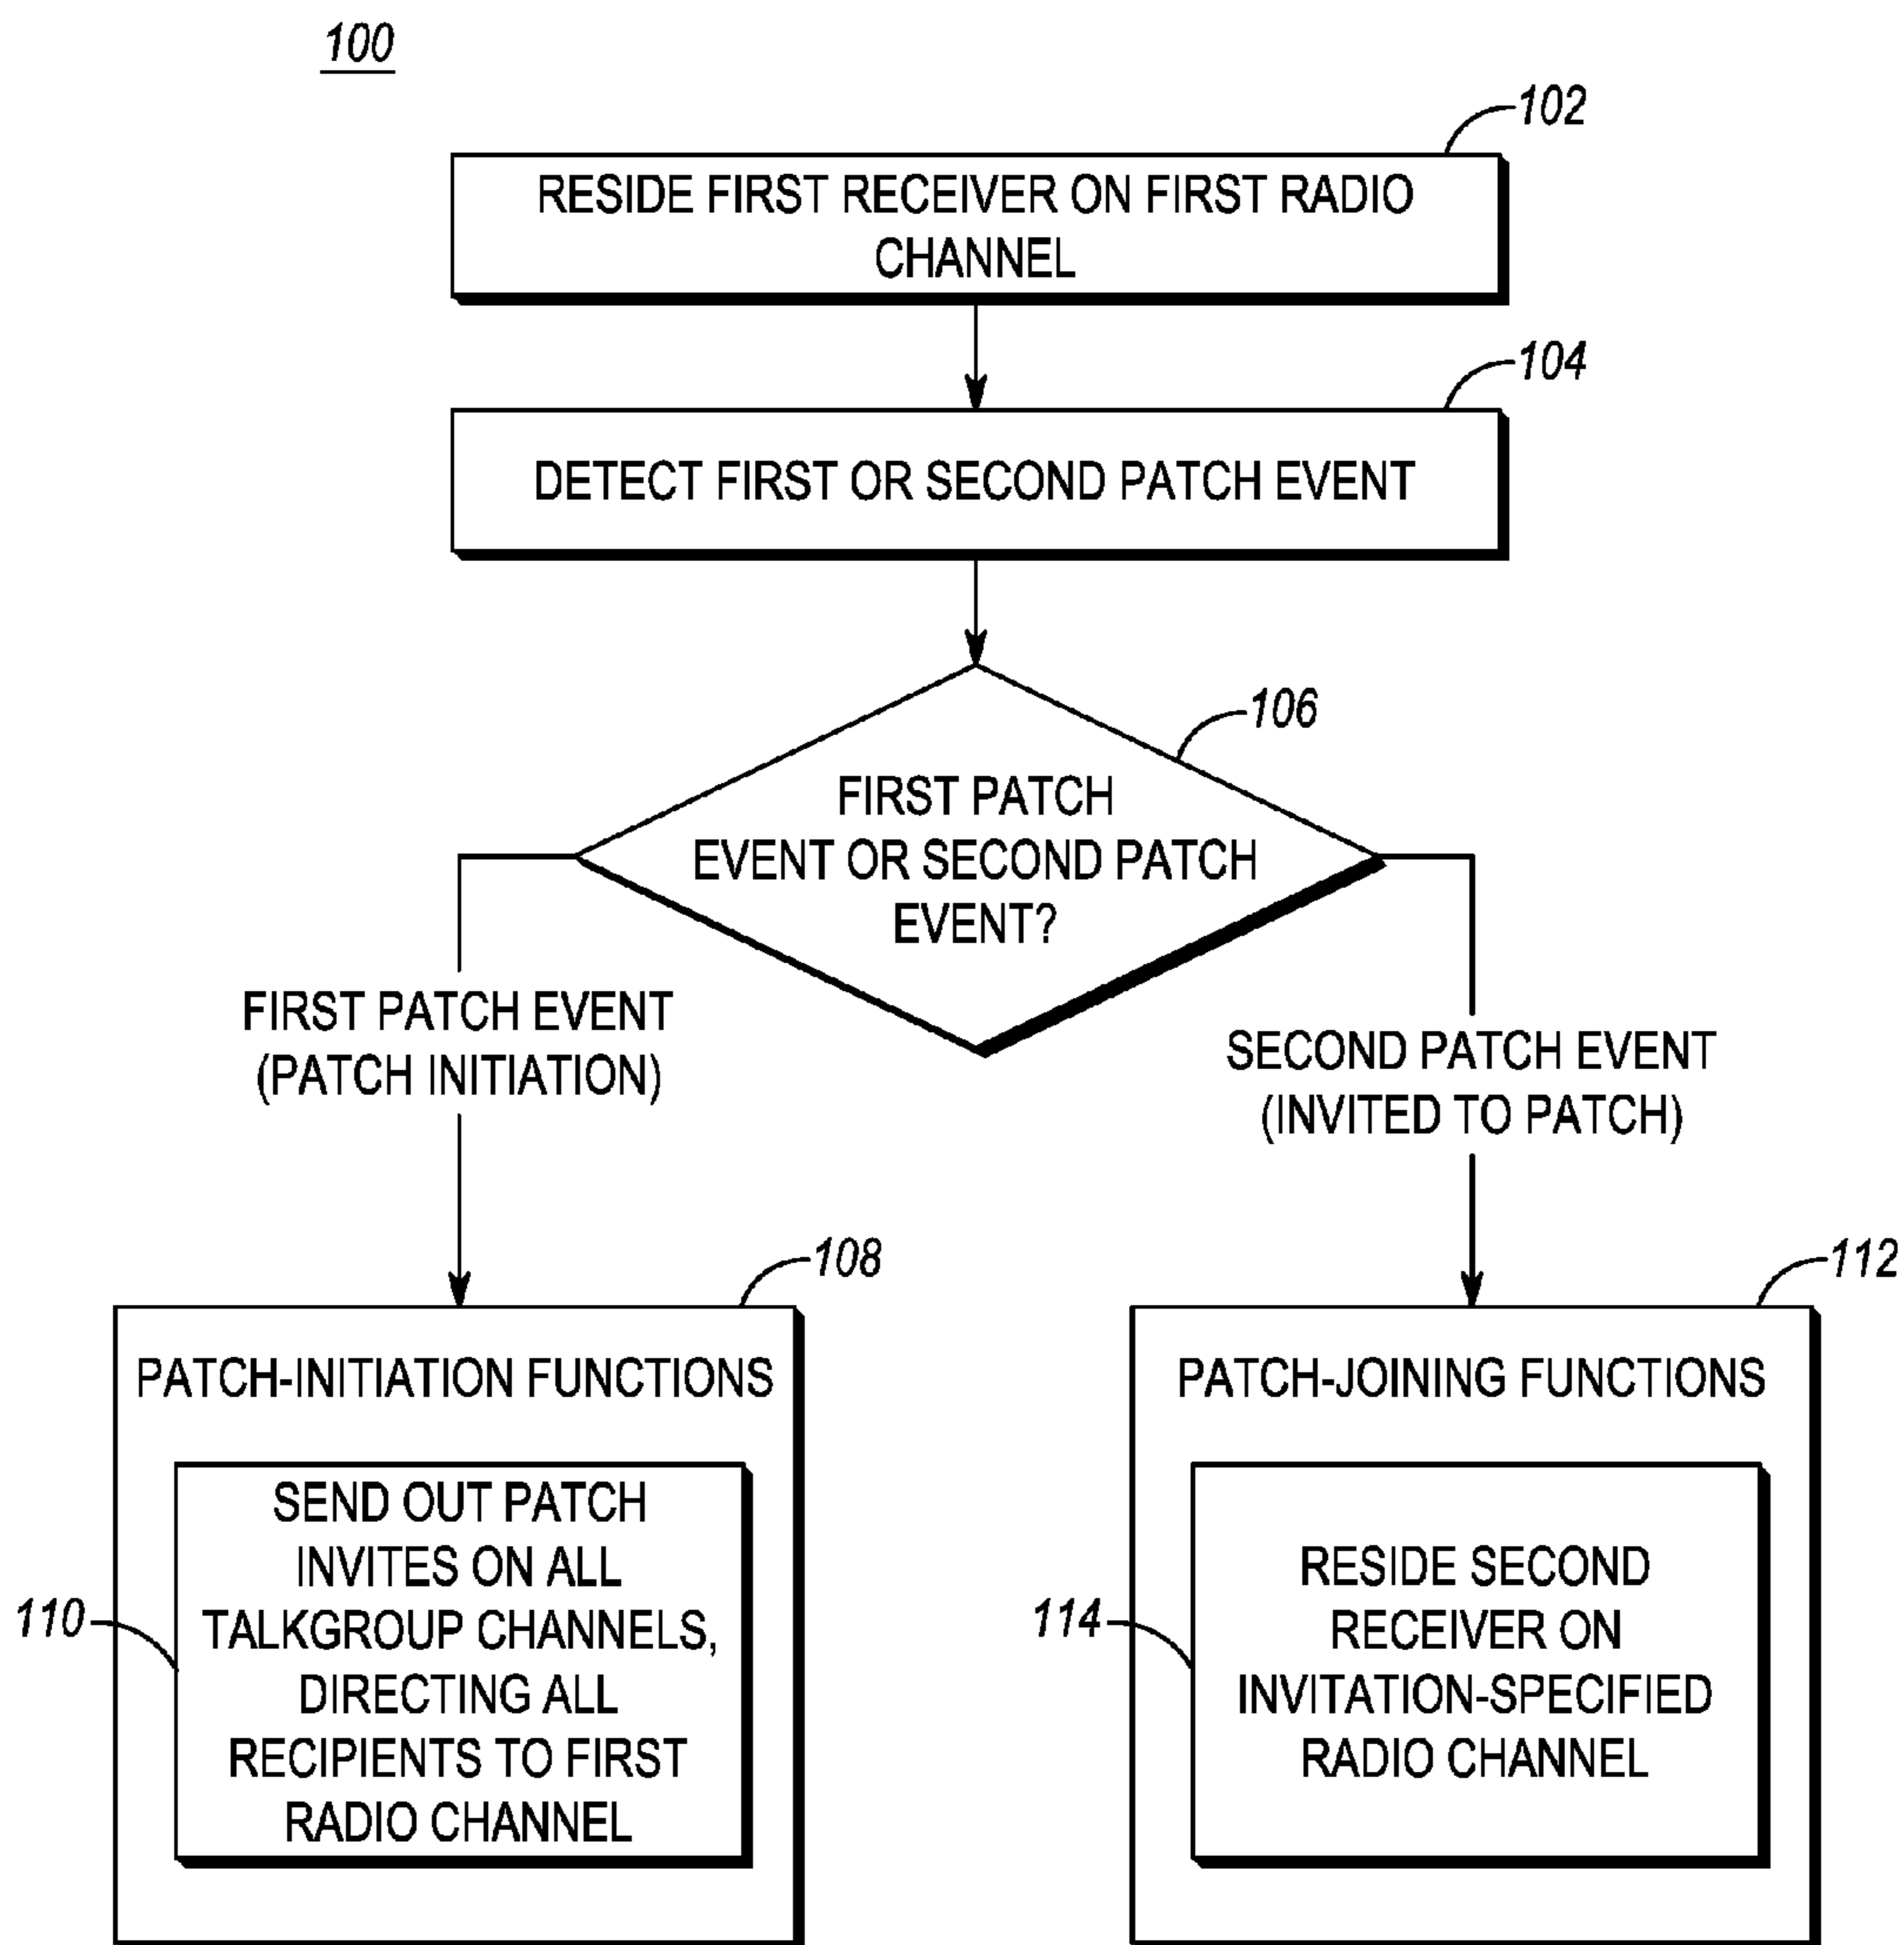 100
102
RESIDE FIRST RECEIVER ON FIRST RADIO
CHANNEL
104
DETECT FIRST OR SECOND PATCH EVENT
106
FIRST PATCH
EVENT OR SECOND PATCH
EVENT?
FIRST PATCH EVENT
(PATCH INITIATION)
SECOND PATCH EVENT
(INVITED TO PATCH)
108
PATCH-INITIATION FUNCTIONS
110
SEND OUT PATCH
INVITES ON ALL
TALKGROUP CHANNELS,
DIRECTING ALL
RECIPIENTS TO FIRST
RADIO CHANNEL
112
PATCH-JOINING FUNCTIONS
114
RESIDE SECOND
RECEIVER ON
INVITATION-SPECIFIED
RADIO CHANNEL